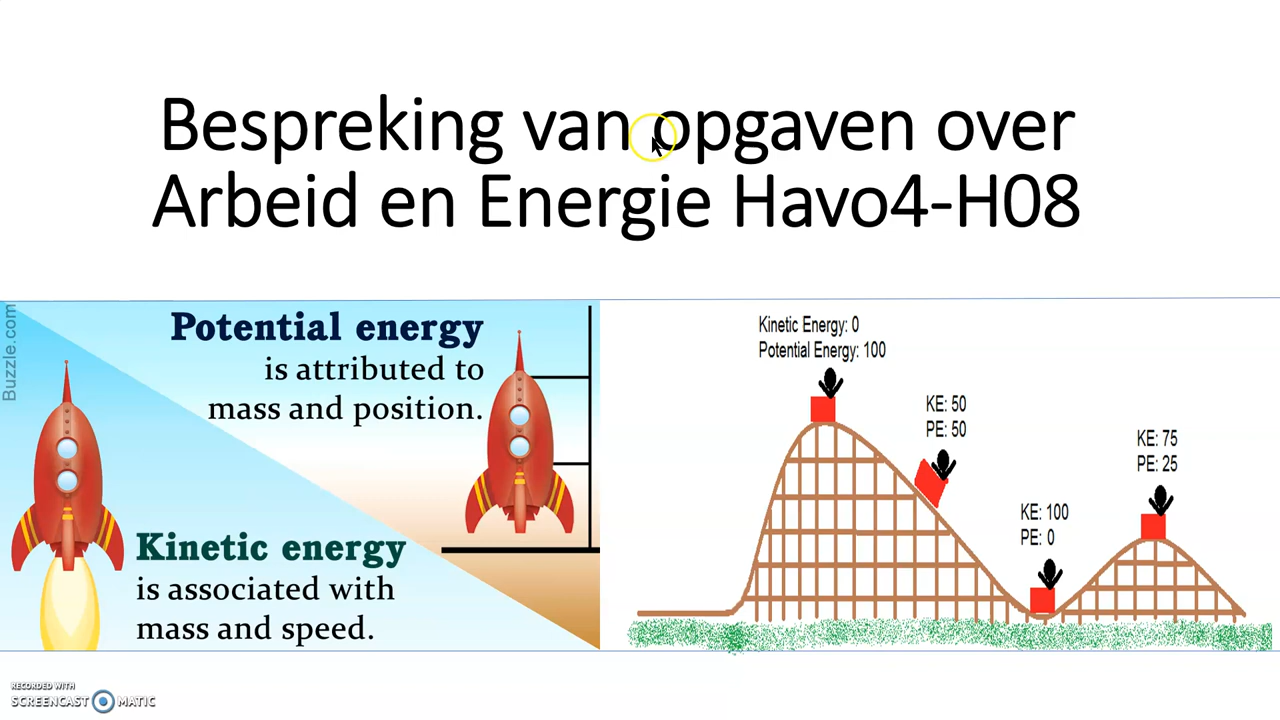 Bespreking van opgaven over
Arbeid en Energie Havo4-H08
Buzzle.com
Potential energy
is attributed to
mass and position.
Kinetic energy
is associated with
mass and speed.
Kinetic Energy: 0
Potential Energy: 100
KE: 50
PE: 50
KE: 100
PE: 0
KE: 75
PE: 25
RECORDED WITH
SCREENCAST MATIC